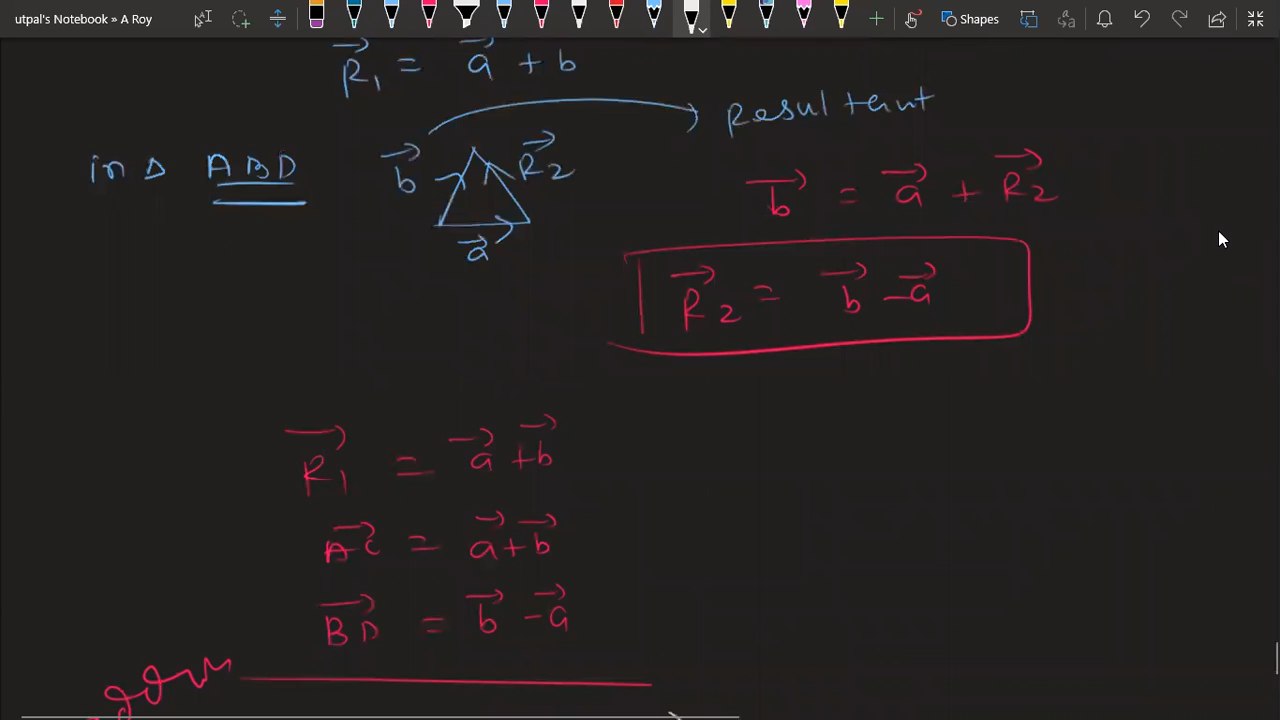 utpal's Notebook » A Roy
Shapes
R₁ = a + b
Resultant
in Δ ABD
b
R2
a
b = a + R2
R2 = b - a
R1 = a + b
AC = a + b
BD = b - a